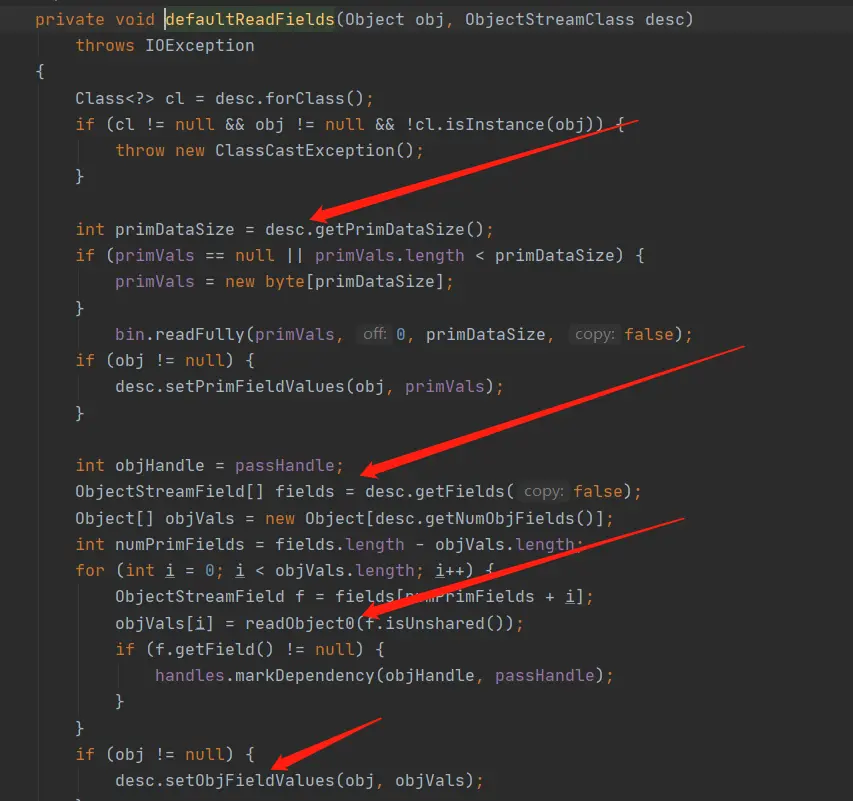 private void defaultReadFields(Object obj, ObjectStreamClass desc)
    throws IOException
{
    Class<?> cl = desc.forClass();
    if (cl != null && obj != null && !cl.isInstance(obj)) {
        throw new ClassCastException();
    }

    int primDataSize = desc.getPrimDataSize();
    if (primVals == null || primVals.length < primDataSize) {
        primVals = new byte[primDataSize];
    }
        bin.readFully(primVals, off: 0, primDataSize, copy: false);
    if (obj != null) {
        desc.setPrimFieldValues(obj, primVals);
    }

    int objHandle = passHandle;
    ObjectStreamField[] fields = desc.getFields( copy: false);
    Object[] objVals = new Object[desc.getNumObjFields()];
    int numPrimFields = fields.length - objVals.length;
    for (int i = 0; i < objVals.length; i++) {
        ObjectStreamField f = fields[numPrimFields + i];
        objVals[i] = readObject0(f.isUnshared());
        if (f.getField() != null) {
            handles.markDependency(objHandle, passHandle);
        }
    }
    if (obj != null) {
        desc.setObjFieldValues(obj, objVals);